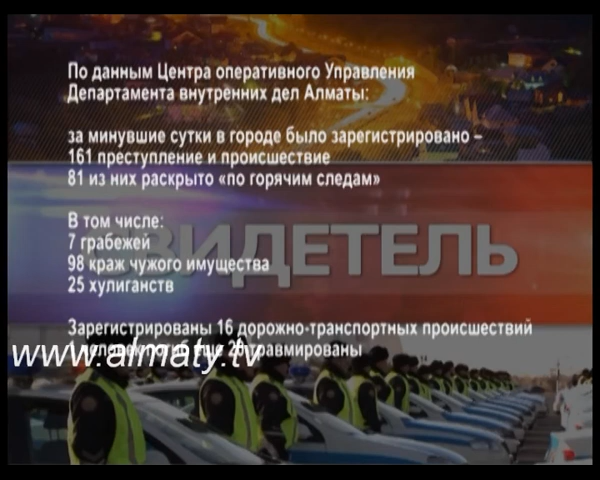 По данным Центра оперативного Управления
Департамента внутренних дел Алматы:
за минувшие сутки в городе было зарегистрировано –
161 преступление и происшествие
81 из них раскрыто «по горячим следам»
В том числе:
7 грабежей
СВИДЕТЕЛЬ
98 краж чужого имущества
25 хулиганств
Зарегистрированы 16 дорожно-транспортных происшествий
www.almaty.tv
травмированы